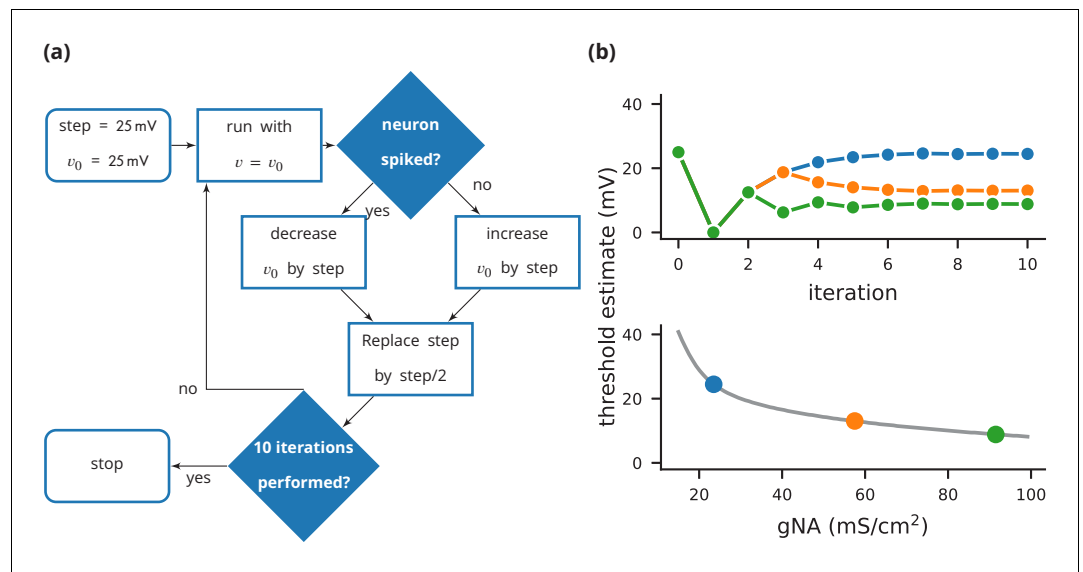 (a)
step = 25 mV
v0 = 25 mV
run with
v = v0
neuron
spiked?
yes
no
decrease
v0 by step
increase
v0 by step
Replace step
by step/2
no
10 iterations
performed?
yes
stop
(b)
threshold estimate (mV)
40
20
0
0 2 4 6 8 10
iteration
40
20
0
20 40 60 80 100
gNA (mS/cm²)